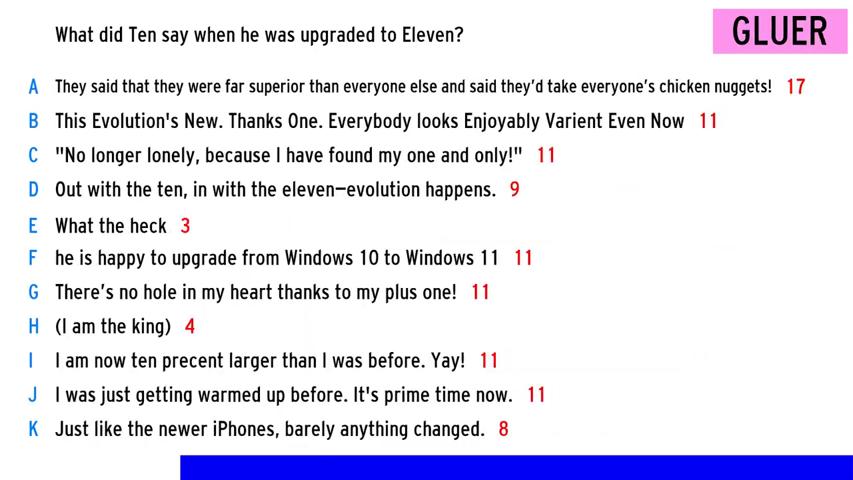 What did Ten say when he was upgraded to Eleven?
GLUER
A They said that they were far superior than everyone else and said they'd take everyone's chicken nuggets! 17
B This Evolution's New. Thanks One. Everybody looks Enjoyably Varient Even Now 11
C "No longer lonely, because I have found my one and only!" 11
D Out with the ten, in with the eleven—evolution happens. 9
E What the heck 3
F he is happy to upgrade from Windows 10 to Windows 11 11
G There's no hole in my heart thanks to my plus one! 11
H (I am the king) 4
I I am now ten precent larger than I was before. Yay! 11
J I was just getting warmed up before. It's prime time now. 11
K Just like the newer iPhones, barely anything changed. 8